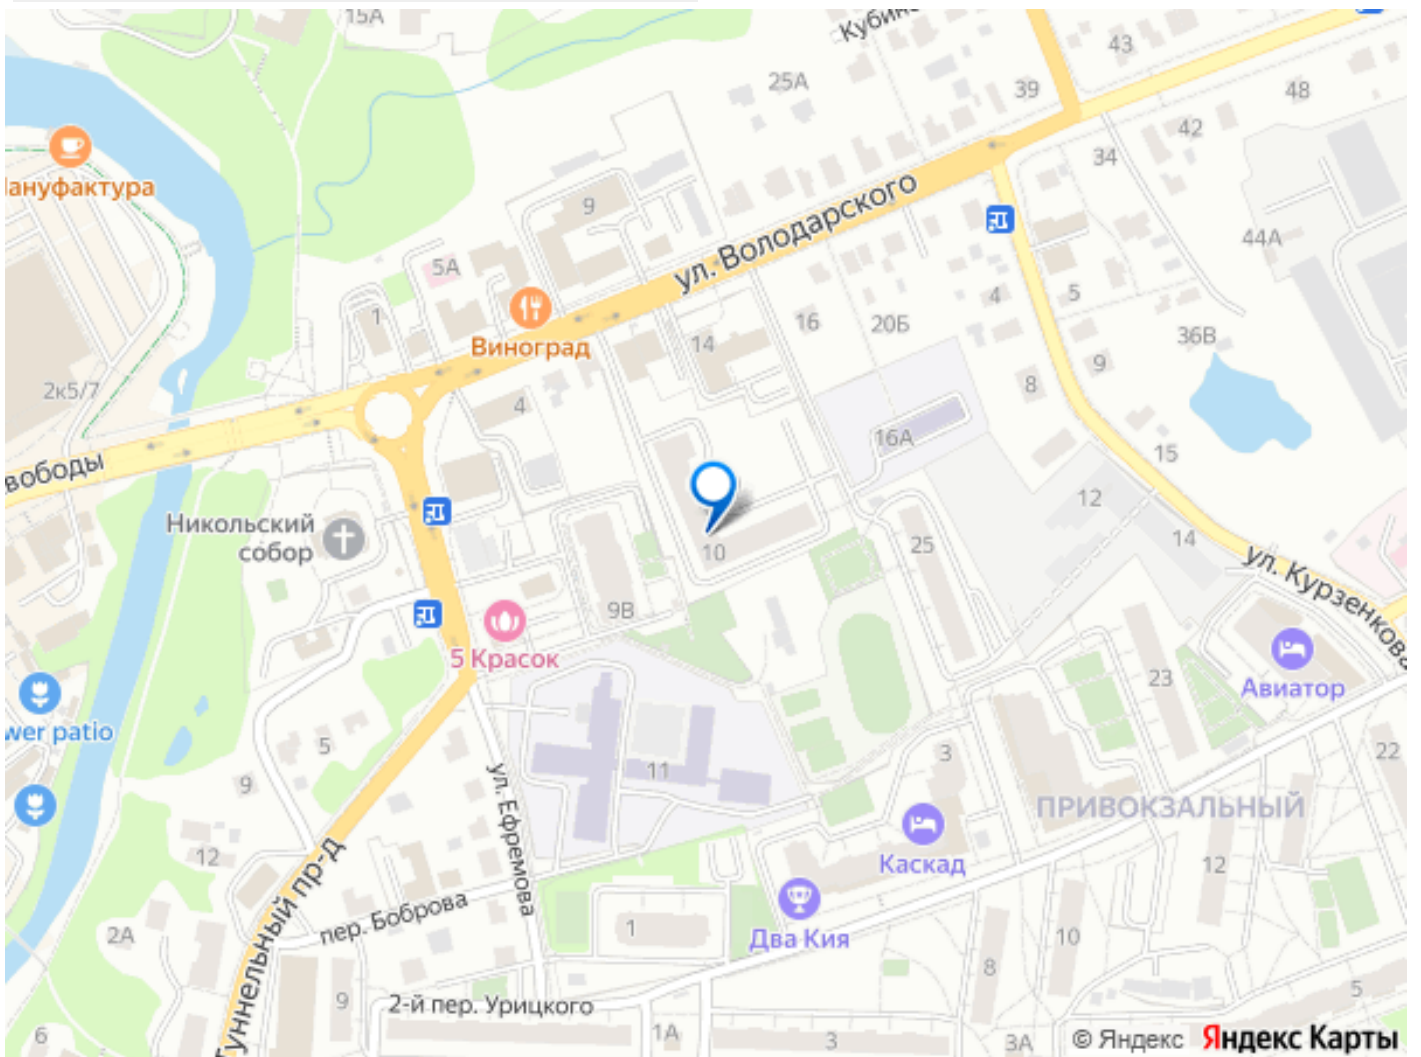 15А
Кубин
43
25А
39
48
42
34
Мануфактура
9
ул. Володарского
44А
5А
4
5
1
16
20Б
36В
Виноград
14
2к5/7
9
8
4
16А
15
вободы
12
Никольский
собор
25
14
10
ул. Курзенкова
9В
5 Красок
23
Авиатор
wer patio
5
3
22
11
9
ул. Ефремова
ПРИВОКЗАЛЬНЫЙ
12
Каскад
12
Туннельный пр-д
пер. Боброва
2А
1
Два Кия
10
8
9
2-й пер. Урицкого
5
6
1А
3
3А
© Яндекс Яндекс Карты